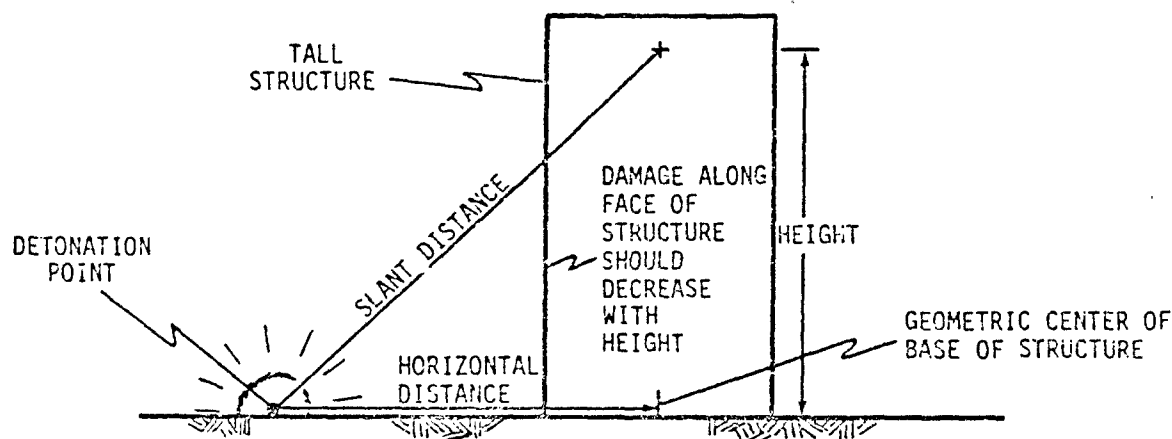 TALL
STRUCTURE
SLANT DISTANCE
DAMAGE ALONG
FACE OF
STRUCTURE
SHOULD
DECREASE
WITH
HEIGHT
HEIGHT
DETONATION
POINT
HORIZONTAL
DISTANCE
GEOMETRIC CENTER OF
BASE OF STRUCTURE